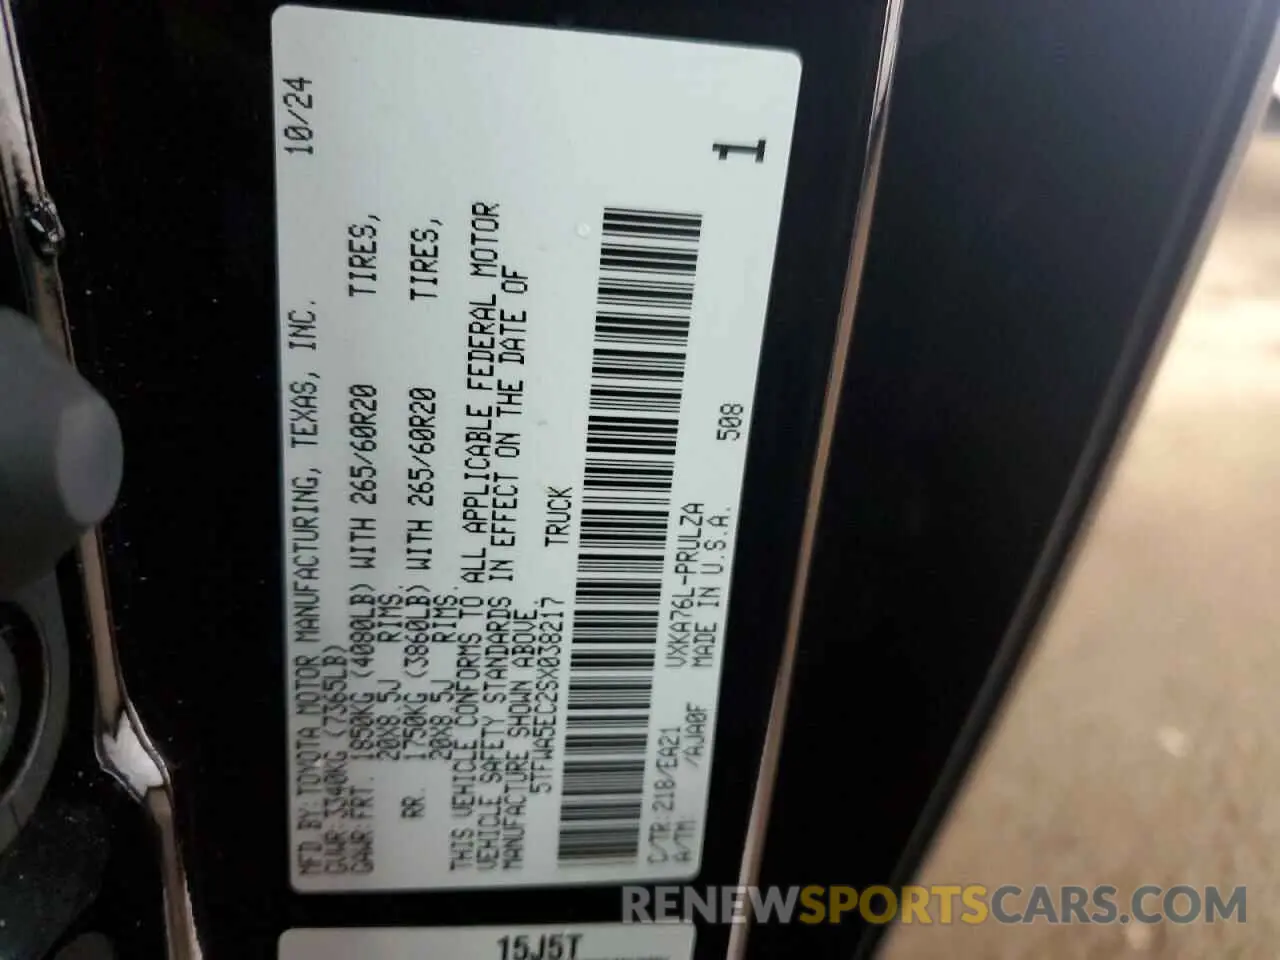 MFD BY: TOYOTA MOTOR MANUFACTURING, TEXAS, INC. 10/24
GVWR: 3340KG (7365LB)
GAWR: FRT. 1850KG (4080LB) WITH 265/60R20 TIRES,
20X8.5J RIMS.
RR. 1750KG (3860LB) WITH 265/60R20 TIRES,
20X8.5J RIMS.
THIS VEHICLE CONFORMS TO ALL APPLICABLE FEDERAL MOTOR
VEHICLE SAFETY STANDARDS IN EFFECT ON THE DATE OF
MANUFACTURE SHOWN ABOVE.
5TFWA5EC2SX038217 TRUCK
C/TR: 218/EA21 VXKA76L-PRULZA
A/TM /AJA0F MADE IN U.S.A. 508
1
15J5T
RENEWSPORTSCARS.COM